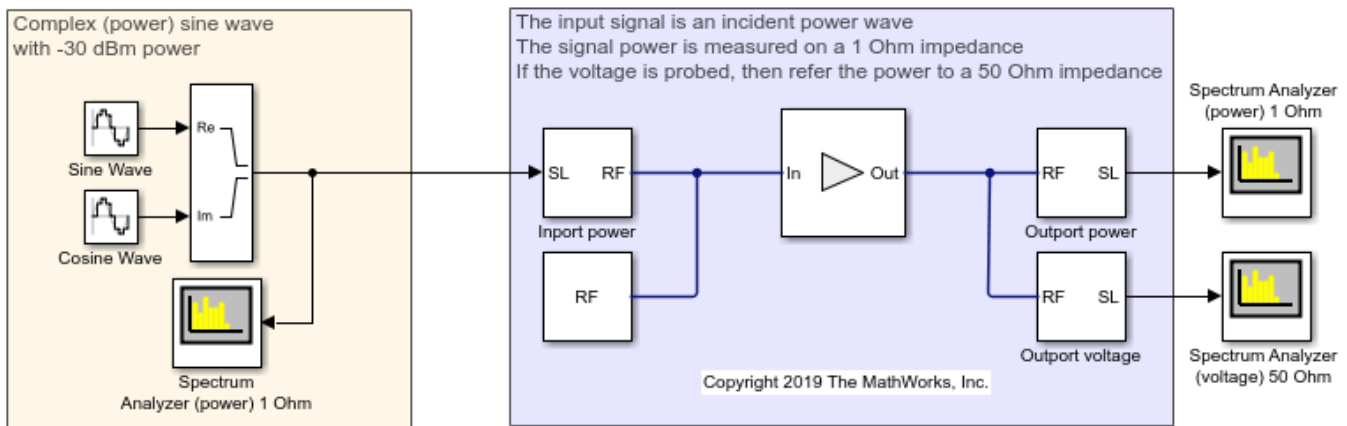 Complex (power) sine wave
with -30 dBm power
Re
Sine Wave
Im
Cosine Wave
Spectrum
Analyzer (power) 1 Ohm
The input signal is an incident power wave
The signal power is measured on a 1 Ohm impedance
If the voltage is probed, then refer the power to a 50 Ohm impedance
SL RF
Inport power
RF
In Out
RF SL
Outport power
RF SL
Outport voltage
Copyright 2019 The MathWorks, Inc.
Spectrum Analyzer
(power) 1 Ohm
Spectrum Analyzer
(voltage) 50 Ohm